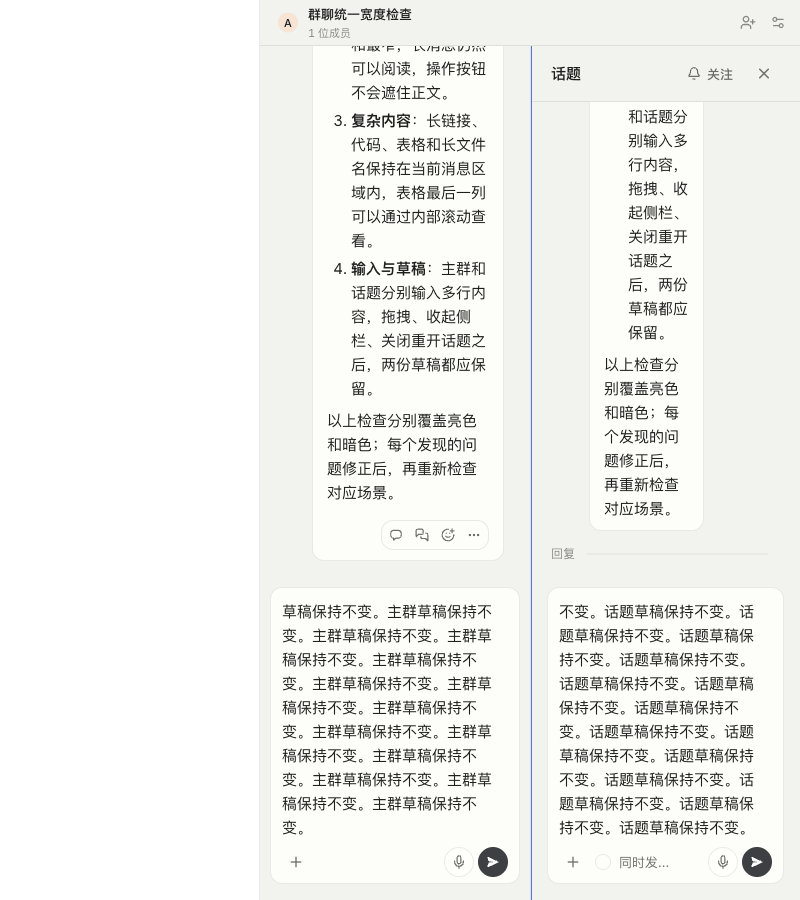 A
群聊统一宽度检查
1 位成员
可以阅读，操作按钮
不会遮住正文。
3. 复杂内容：长链接、
代码、表格和长文件
名保持在当前消息区
域内，表格最后一列
可以通过内部滚动查
看。
4. 输入与草稿：主群和
话题分别输入多行内
容，拖拽、收起侧
栏、关闭重开话题之
后，两份草稿都应保
留。
以上检查分别覆盖亮色
和暗色；每个发现的问
题修正后，再重新检查
对应场景。
草稿保持不变。主群草稿保持不
变。主群草稿保持不变。主群草
稿保持不变。主群草稿保持不
变。主群草稿保持不变。主群草
稿保持不变。主群草稿保持不
变。主群草稿保持不变。主群草
稿保持不变。主群草稿保持不
变。主群草稿保持不变。主群草
稿保持不变。主群草稿保持不
变。
话题
关注
和话题分
别输入多
行内容，
拖拽、收
起侧栏、
关闭重开
话题之
后，两份
草稿都应
保留。
以上检查分
别覆盖亮色
和暗色；每
个发现的问
题修正后，
再重新检查
对应场景。
回复
不变。话题草稿保持不变。话
题草稿保持不变。话题草稿保
持不变。话题草稿保持不变。
话题草稿保持不变。话题草稿
保持不变。话题草稿保持不
变。话题草稿保持不变。话题
草稿保持不变。话题草稿保持
不变。话题草稿保持不变。话
题草稿保持不变。话题草稿保
持不变。话题草稿保持不变。
同时发...